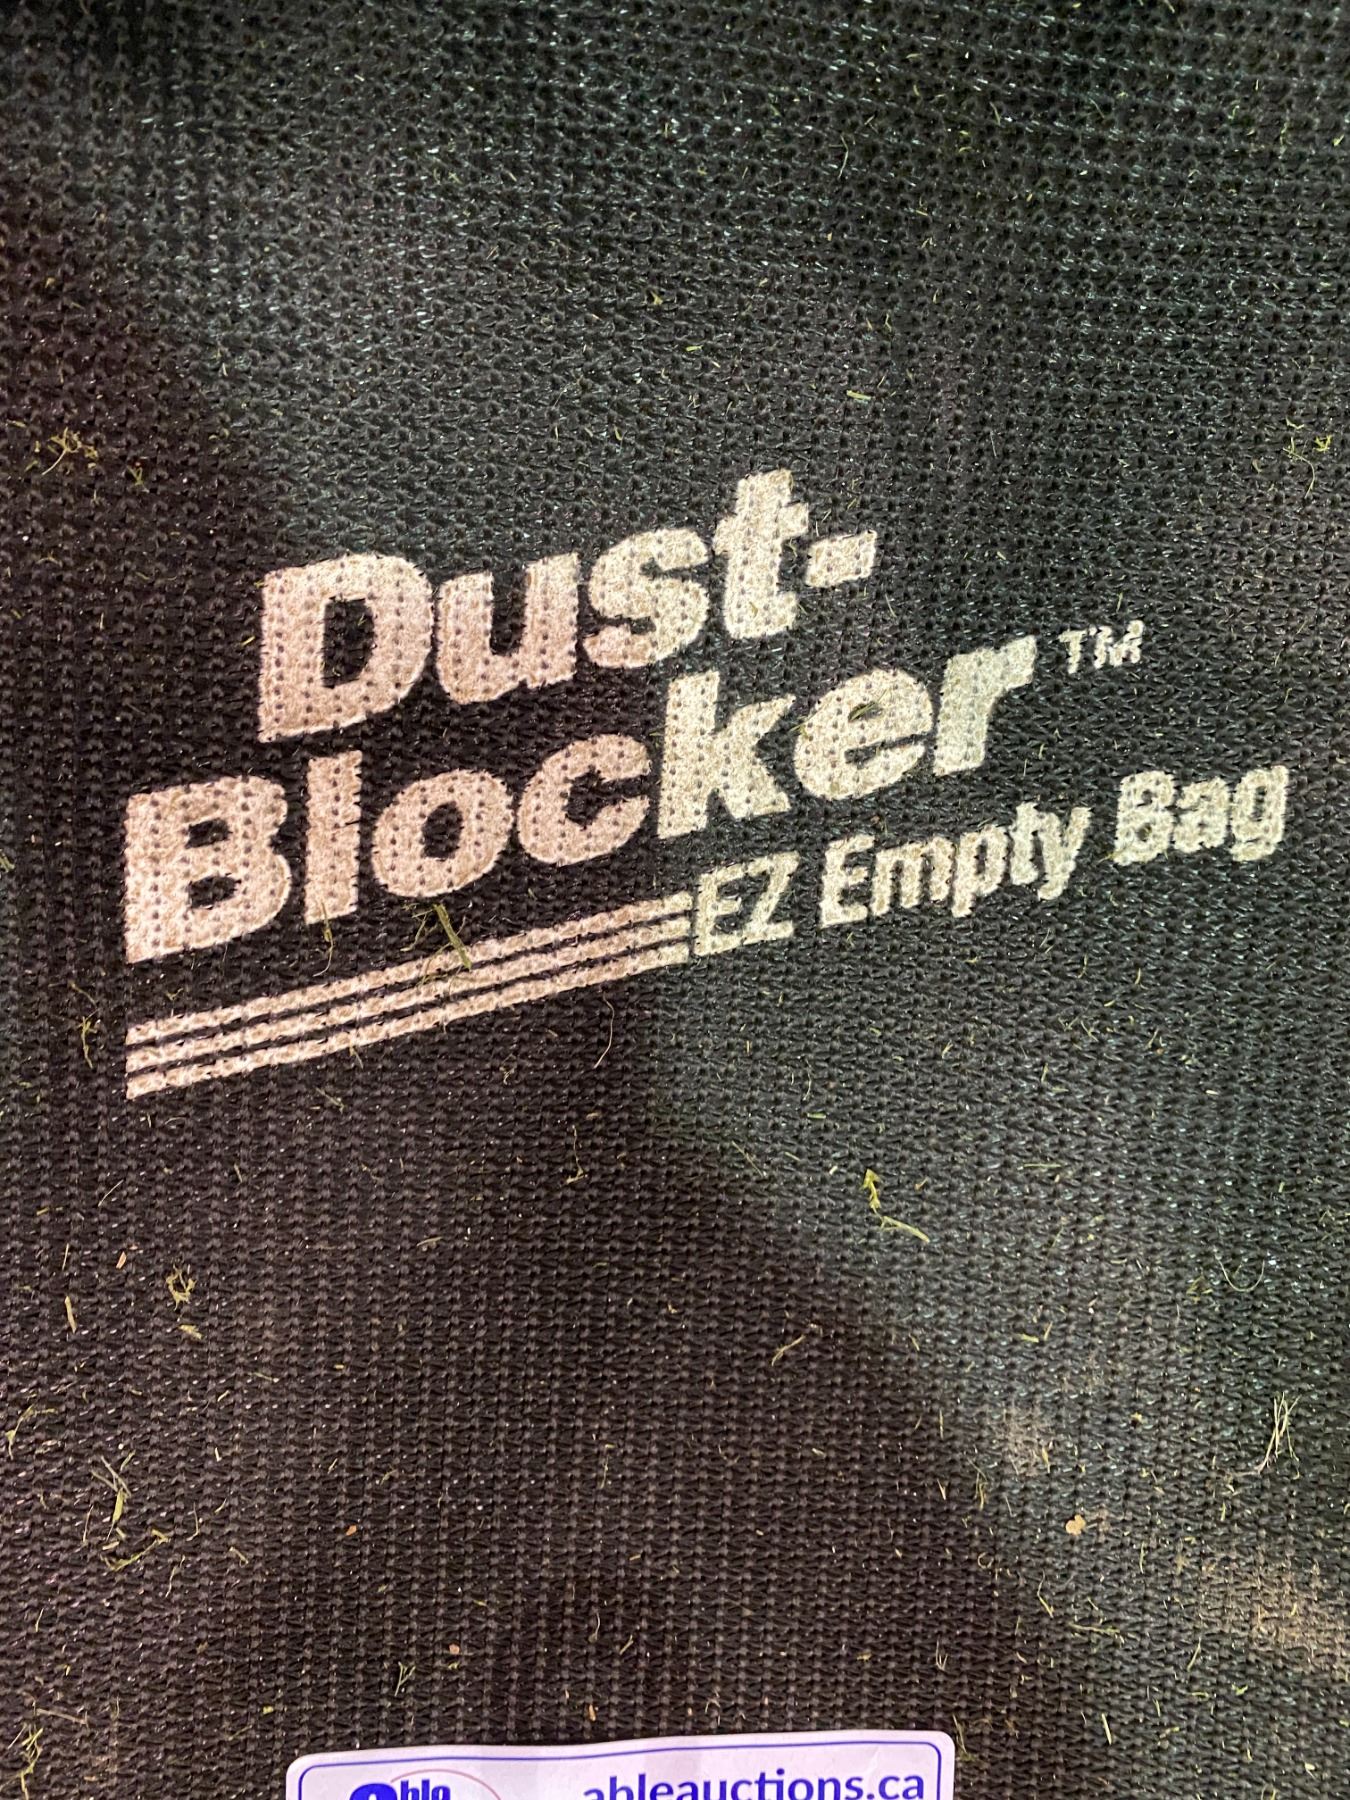 Dust-
Blocker™
EZ Empty Bag
ableauctions.ca